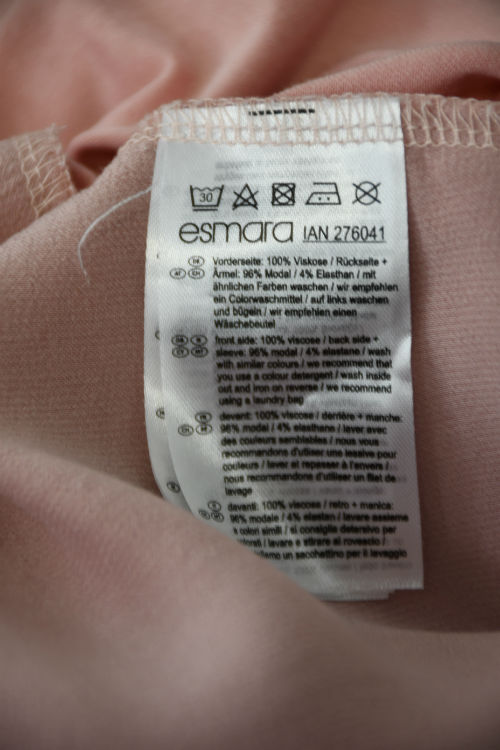 30
esmara IAN 276041
DE
AT CH
Vorderseite: 100% Viskose / Rückseite +
Ärmel: 96% Modal / 4% Elasthan / mit
ähnlichen Farben waschen / wir empfehlen
ein Colorwaschmittel / auf links waschen
und bügeln / wir empfehlen einen
Wäschebeutel
front side: 100% viscose / back side +
sleeve: 96% modal / 4% elastane / wash
with similar colours / we recommend that
you use a colour detergent / wash inside
out and iron on reverse / we recommend
using a laundry bag
devant: 100% viscose / derrière + manche:
96% modal / 4% élasthanne / laver avec
des couleurs semblables / nous vous
recommandons d'utiliser une lessive pour
couleurs / laver et repasser à l'envers /
nous recommandons d'utiliser un filet de
lavage
davanti: 100% viscosa / retro + manica:
96% modale / 4% elastan / lavare assieme
a colori simili / si consiglia detersivo per
lavare e stirare al rovescio /
un sacchettino per il lavaggio